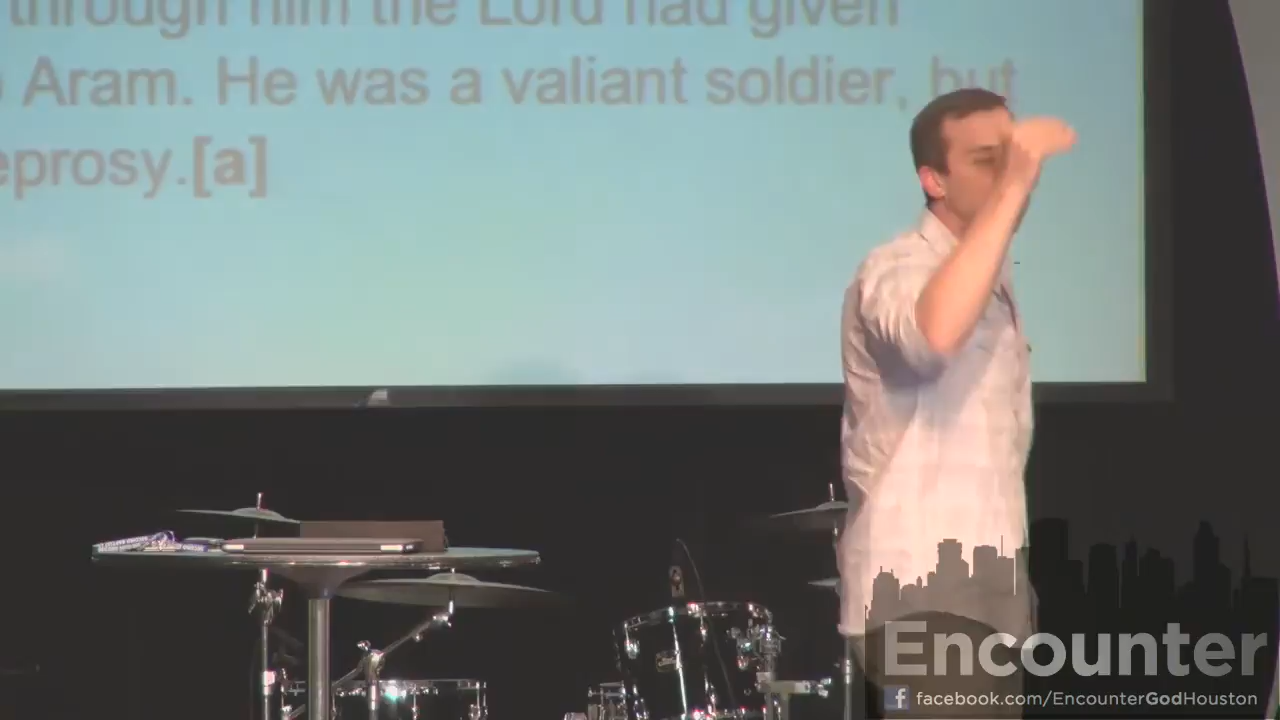 through him the Lord had given
Aram. He was a valiant soldier, but
eprosy.[a]
Encounter
facebook.com/EncounterGodHouston